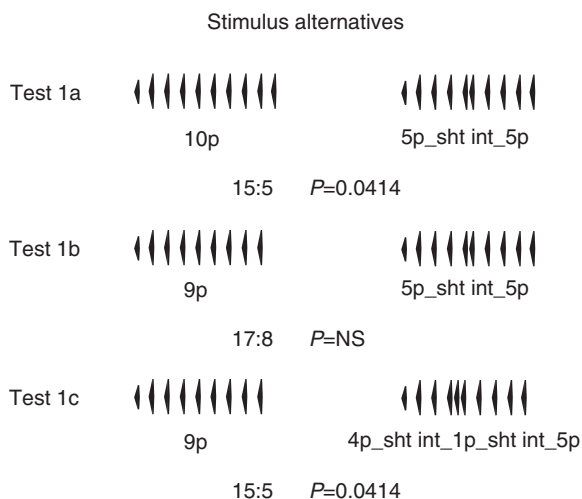 Stimulus alternatives
Test 1a
10p 5p_sht int_5p
15:5 P=0.0414
Test 1b
9p 5p_sht int_5p
17:8 P=NS
Test 1c
9p 4p_sht int_1p_sht int_5p
15:5 P=0.0414